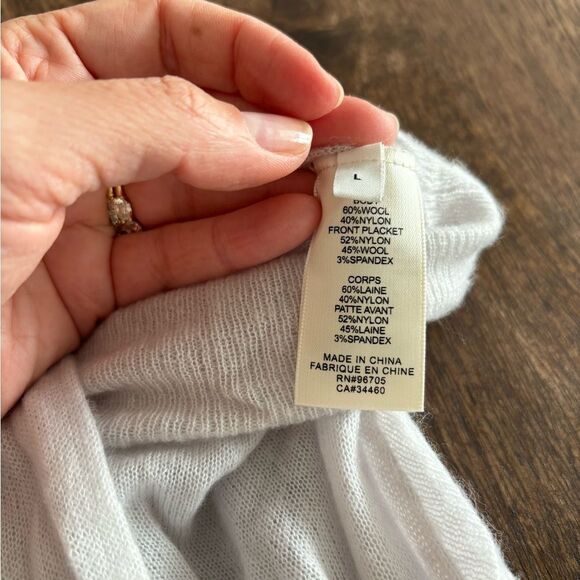 L
BODY
60%WOOL
40%NYLON
FRONT PLACKET
52%NYLON
45%WOOL
3%SPANDEX
CORPS
60%LAINE
40%NYLON
PATTE AVANT
52%NYLON
45%LAINE
3%SPANDEX
MADE IN CHINA
FABRIQUE EN CHINE
RN#96705
CA#34460